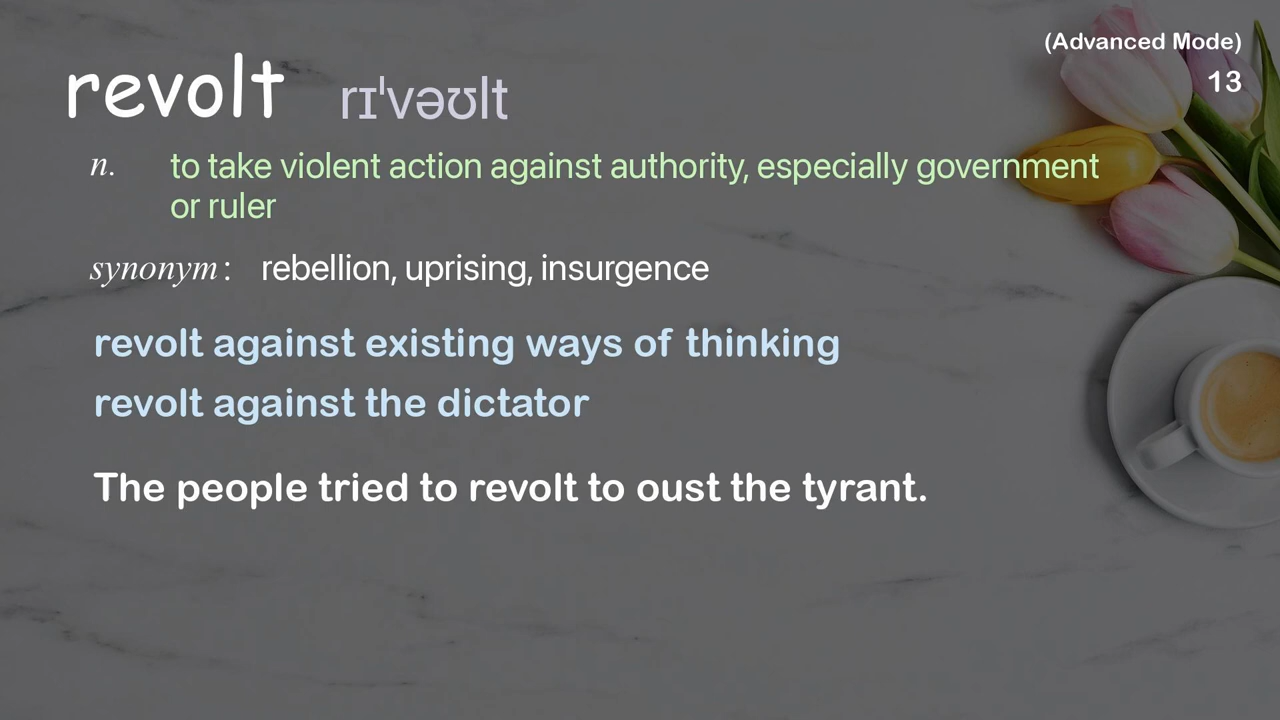 (Advanced Mode)
13
revolt rɪˈvəʊlt
n. to take violent action against authority, especially government
or ruler
synonym : rebellion, uprising, insurgence
revolt against existing ways of thinking
revolt against the dictator
The people tried to revolt to oust the tyrant.